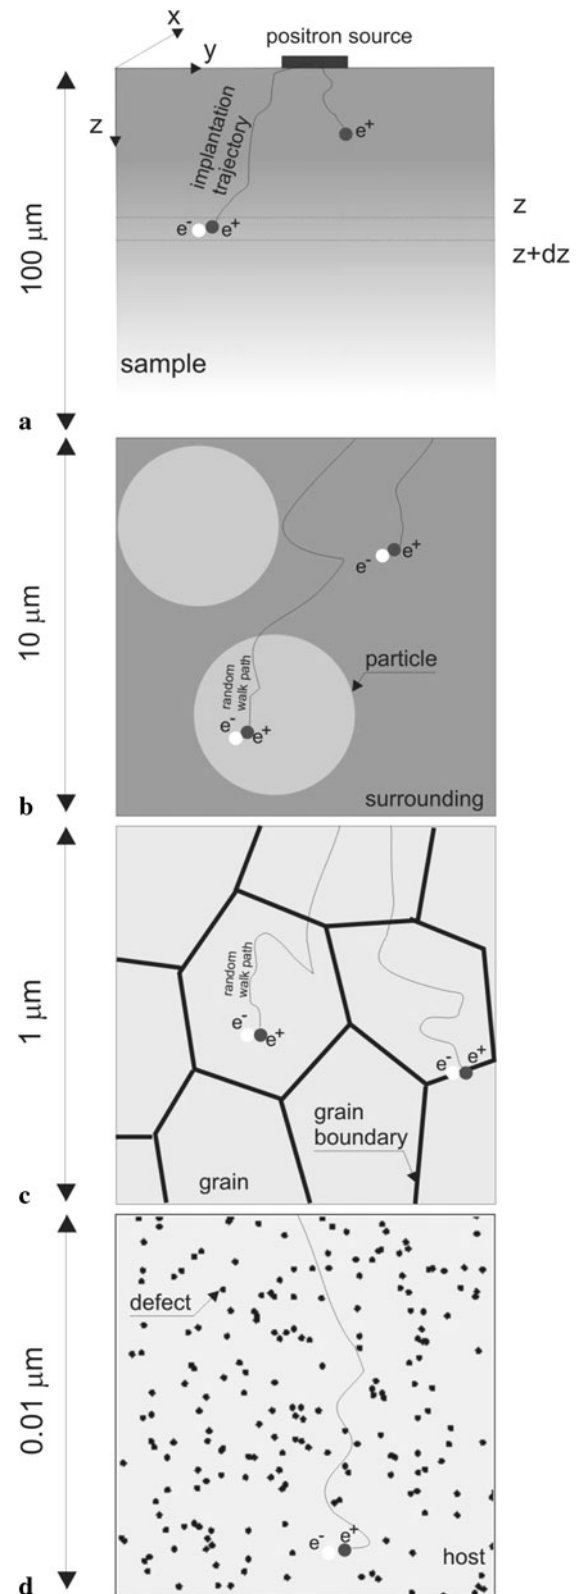 x
positron source
y
z
e⁺
implantation
trajectory
z
e⁻
e⁺
z+dz
100 μm
sample
a
e⁺
e⁻
10 μm
particle
random
walk path
e⁻
e⁺
surrounding
b
random
walk path
1 μm
e⁻
e⁺
e⁻
e⁺
grain
boundary
grain
c
defect
0.01 μm
e⁻
e⁺
host
d